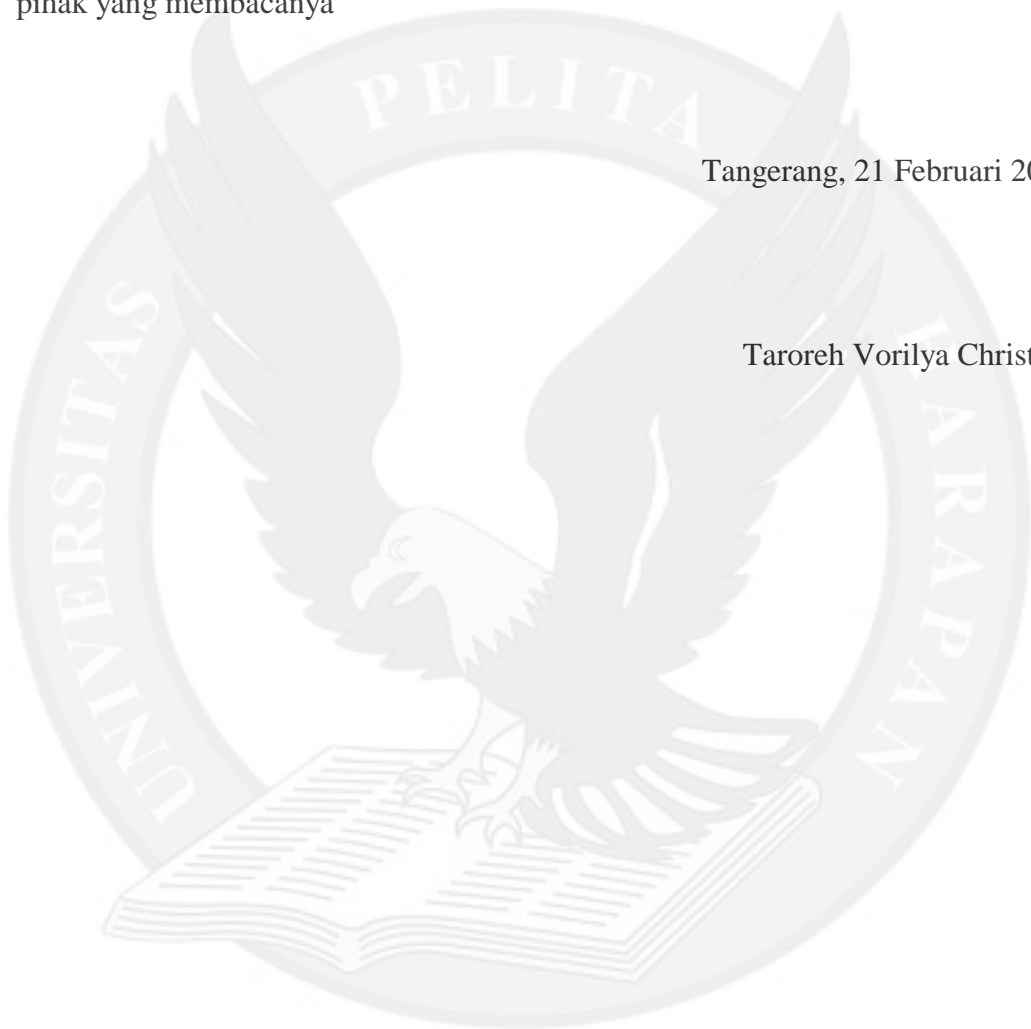 pihak yang membacanya
Tangerang, 21 Februari 20
Taroreh Vorilya Christ
UNIVERSITAS PELITA HARAPAN